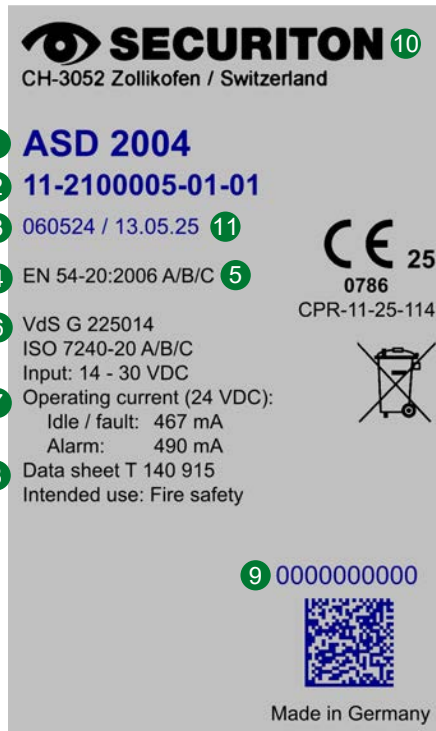 SECURITON 10
CH-3052 Zollikofen / Switzerland
ASD 2004
2 11-2100005-01-01
060524 / 13.05.25 11
4 EN 54-20:2006 A/B/C 5
CE 25
0786
CPR-11-25-114
6 VdS G 225014
ISO 7240-20 A/B/C
Input: 14 - 30 VDC
Operating current (24 VDC):
Idle / fault: 467 mA
Alarm: 490 mA
Data sheet T 140 915
Intended use: Fire safety
9 0000000000
Made in Germany